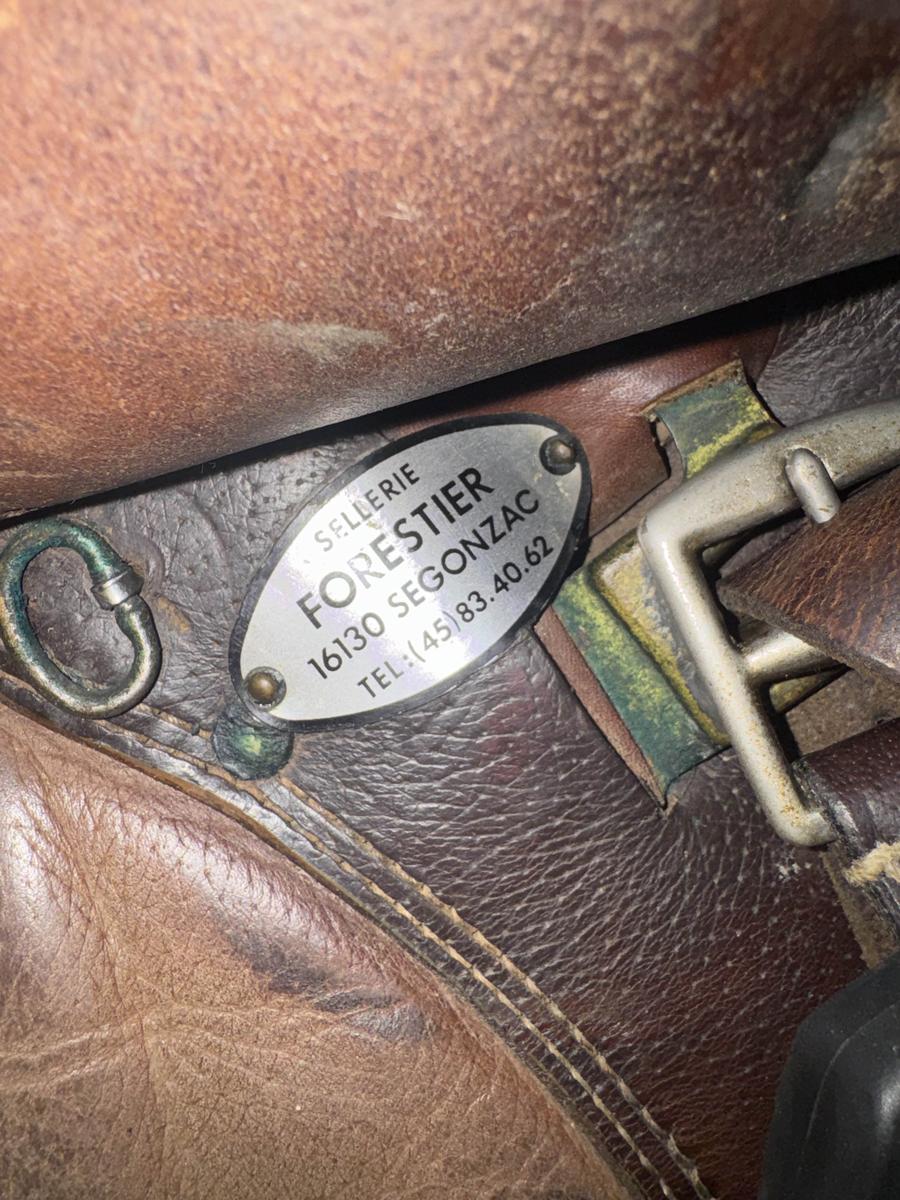 SELLERIE
FORESTIER
16130 SEGONZAC
TEL:(45)83.40.62